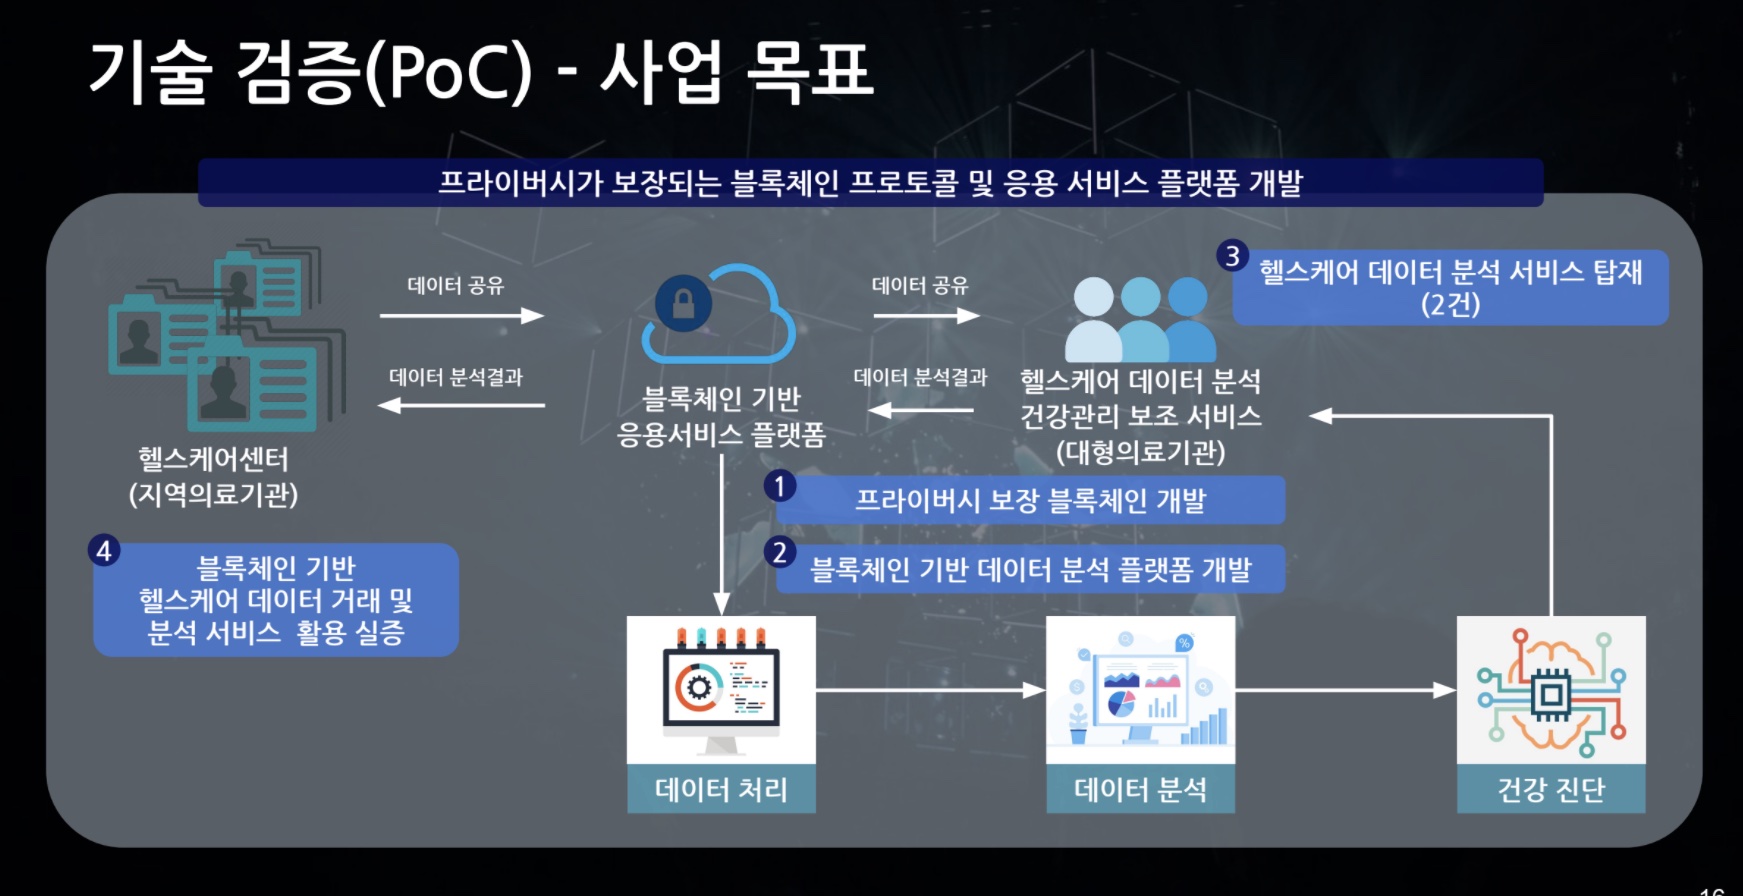 기술 검증(PoC) - 사업 목표
프라이버시가 보장되는 블록체인 프로토콜 및 응용 서비스 플랫폼 개발
데이터 공유
데이터 분석결과
헬스케어센터
(지역의료기관)
블록체인 기반
응용서비스 플랫폼
데이터 공유
데이터 분석결과
헬스케어 데이터 분석
건강관리 보조 서비스
(대형의료기관)
3
헬스케어 데이터 분석 서비스 탑재
(2건)
1
프라이버시 보장 블록체인 개발
2
블록체인 기반 데이터 분석 플랫폼 개발
4
블록체인 기반
헬스케어 데이터 거래 및
분석 서비스 활용 실증
%
데이터 처리
데이터 분석
건강 진단
16